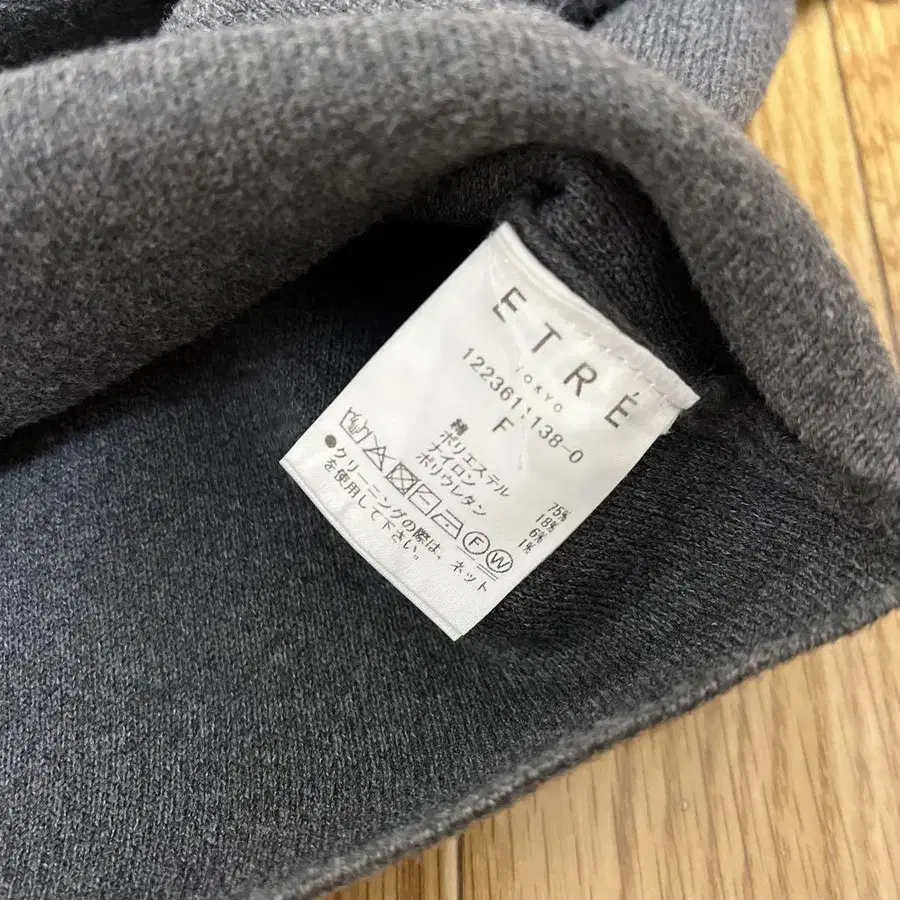 ETRÉ
TOKYO
1223611138-0
F
綿 75%
ポリエステル 18%
ナイロン 6%
ポリウレタン 1%
F W
●クリーニングの際は、ネット
を使用して下さい。